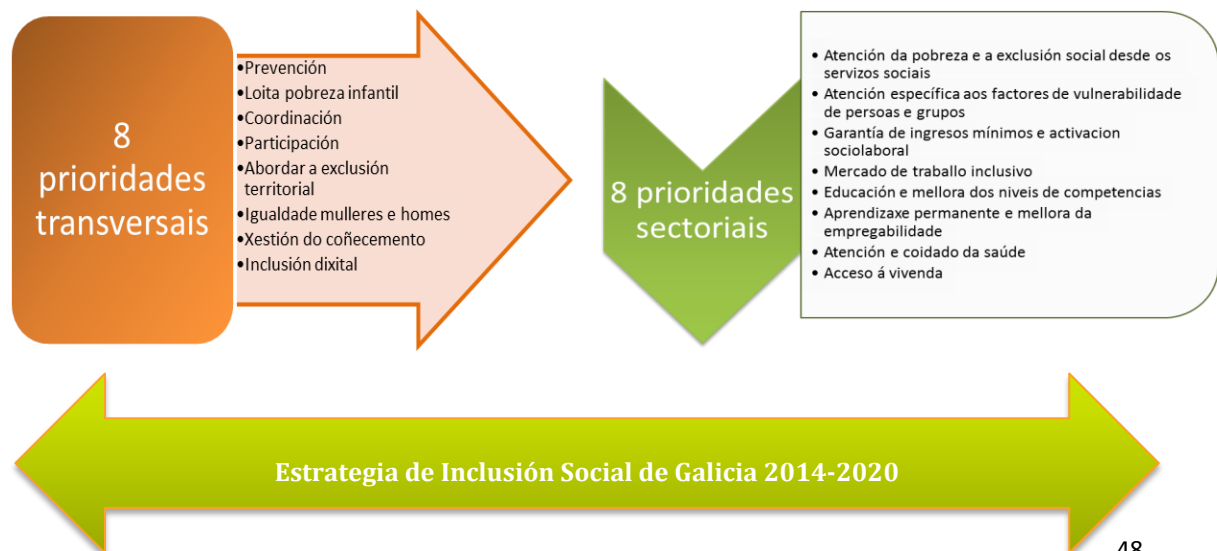 8
prioridades
transversais
•Prevención
•Loita pobreza infantil
•Coordinación
•Participación
•Abordar a exclusión
territorial
•Igualdade mulleres e homes
•Xestión do coñecemento
•Inclusión dixital
8 prioridades
sectoriais
• Atención da pobreza e a exclusión social desde os
servizos sociais
• Atención específica aos factores de vulnerabilidade
de persoas e grupos
• Garantía de ingresos mínimos e activacion
sociolaboral
• Mercado de traballo inclusivo
• Educación e mellora dos niveis de competencias
• Aprendizaxe permanente e mellora da
empregabilidade
• Atención e coidado da saúde
• Acceso á vivenda
Estrategia de Inclusión Social de Galicia 2014-2020
48